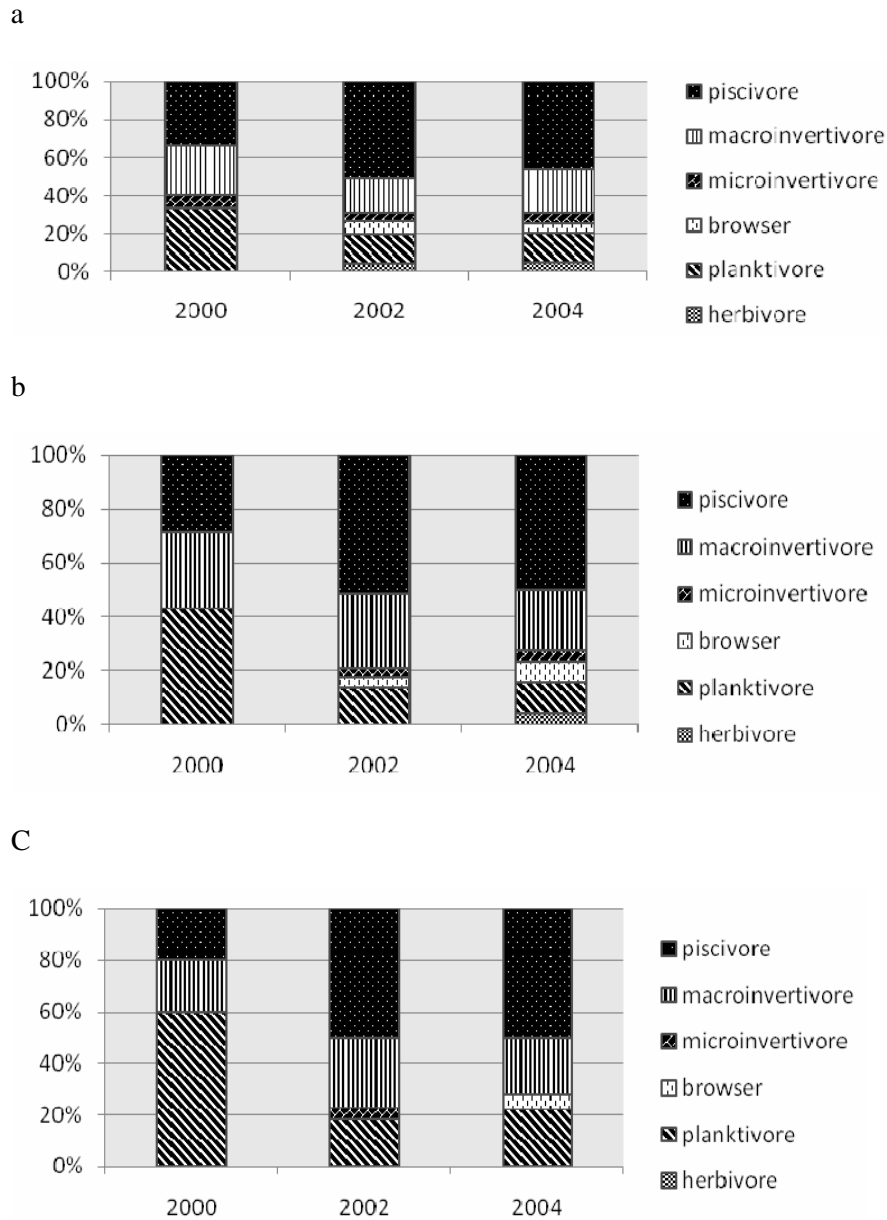 a
100%
80%
60%
40%
20%
0%
2000 2002 2004
piscivore
macroinvertivore
microinvertivore
browser
planktivore
herbivore
b
100%
80%
60%
40%
20%
0%
2000 2002 2004
piscivore
macroinvertivore
microinvertivore
browser
planktivore
herbivore
C
100%
80%
60%
40%
20%
0%
2000 2002 2004
piscivore
macroinvertivore
microinvertivore
browser
planktivore
herbivore